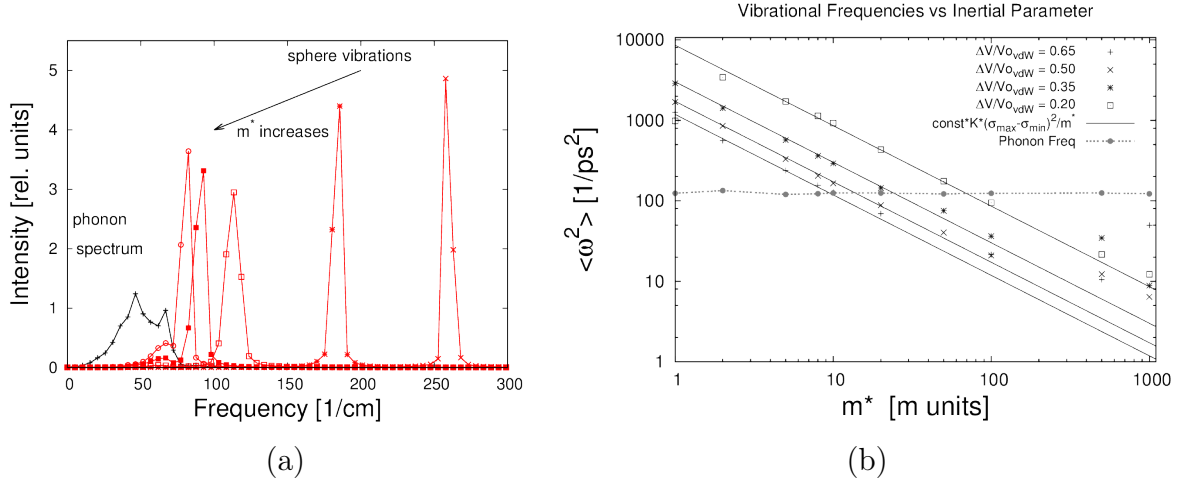 Intensity [rel. units]
5
4
3
2
1
0
sphere vibrations
m* increases
phonon
spectrum
0 50 100 150 200 250 300
Frequency [1/cm]
(a)
Vibrational Frequencies vs Inertial Parameter
<ω²> [1/ps²]
10000
1000
100
10
1
ΔV/Vo_vdW = 0.65
ΔV/Vo_vdW = 0.50
ΔV/Vo_vdW = 0.35
ΔV/Vo_vdW = 0.20
const*K*(σ_max-σ_min)²/m*
Phonon Freq
1 10 100 1000
m* [m units]
(b)